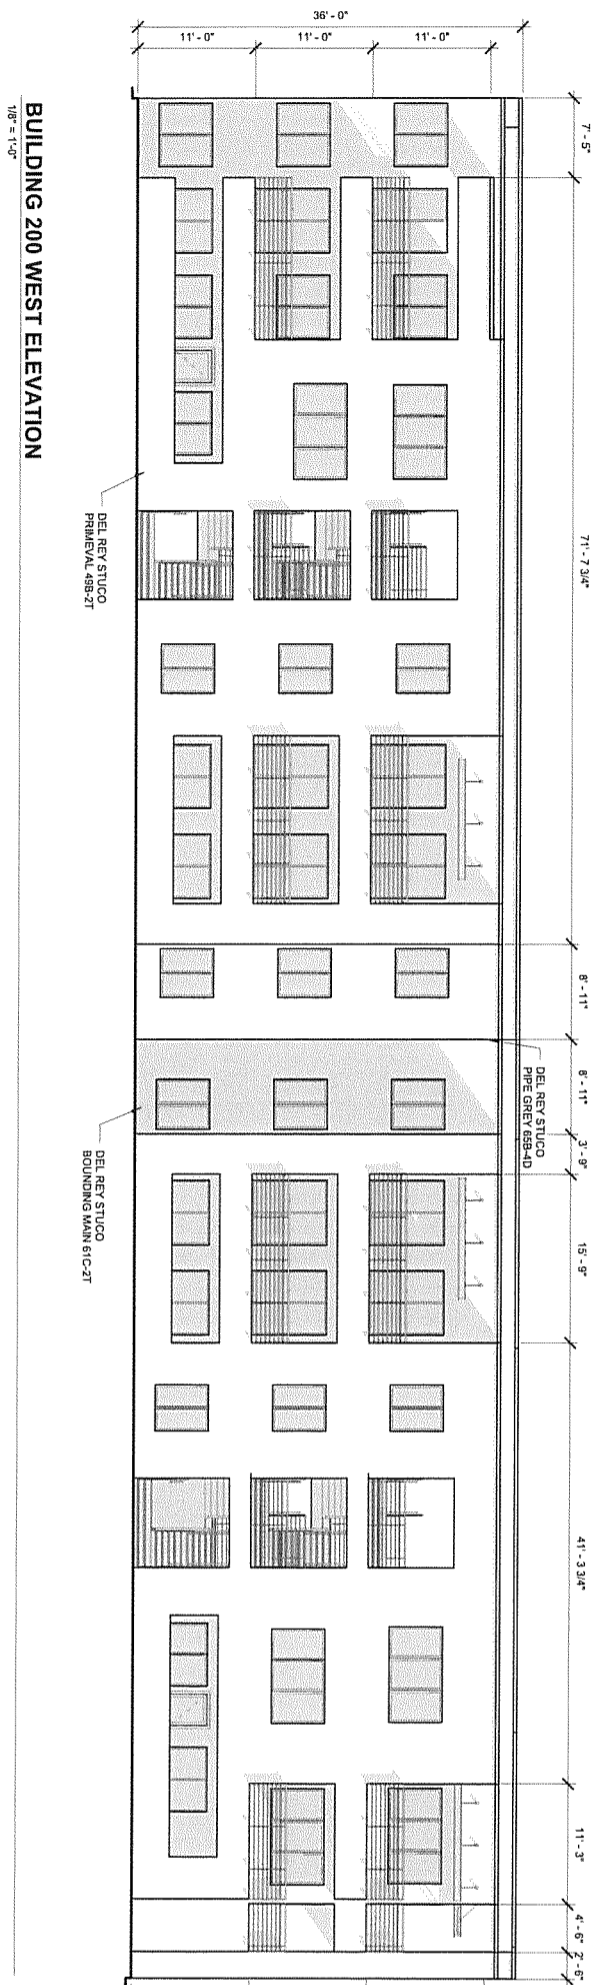 36' - 0"
11' - 0"
11' - 0"
11' - 0"
7' - 5"
71' - 7 3/4"
8' - 11"
8' - 11"
3' - 9"
15' - 9"
41' - 3 3/4"
11' - 3"
4' - 6"
2' - 6"
DEL REY STUCO
PIPE GREY 65B-4D
DEL REY STUCO
PRIMEVAL 49B-2T
DEL REY STUCO
BOUNDING MAIN 61C-2T
BUILDING 200 WEST ELEVATION
1/8" = 1'-0"